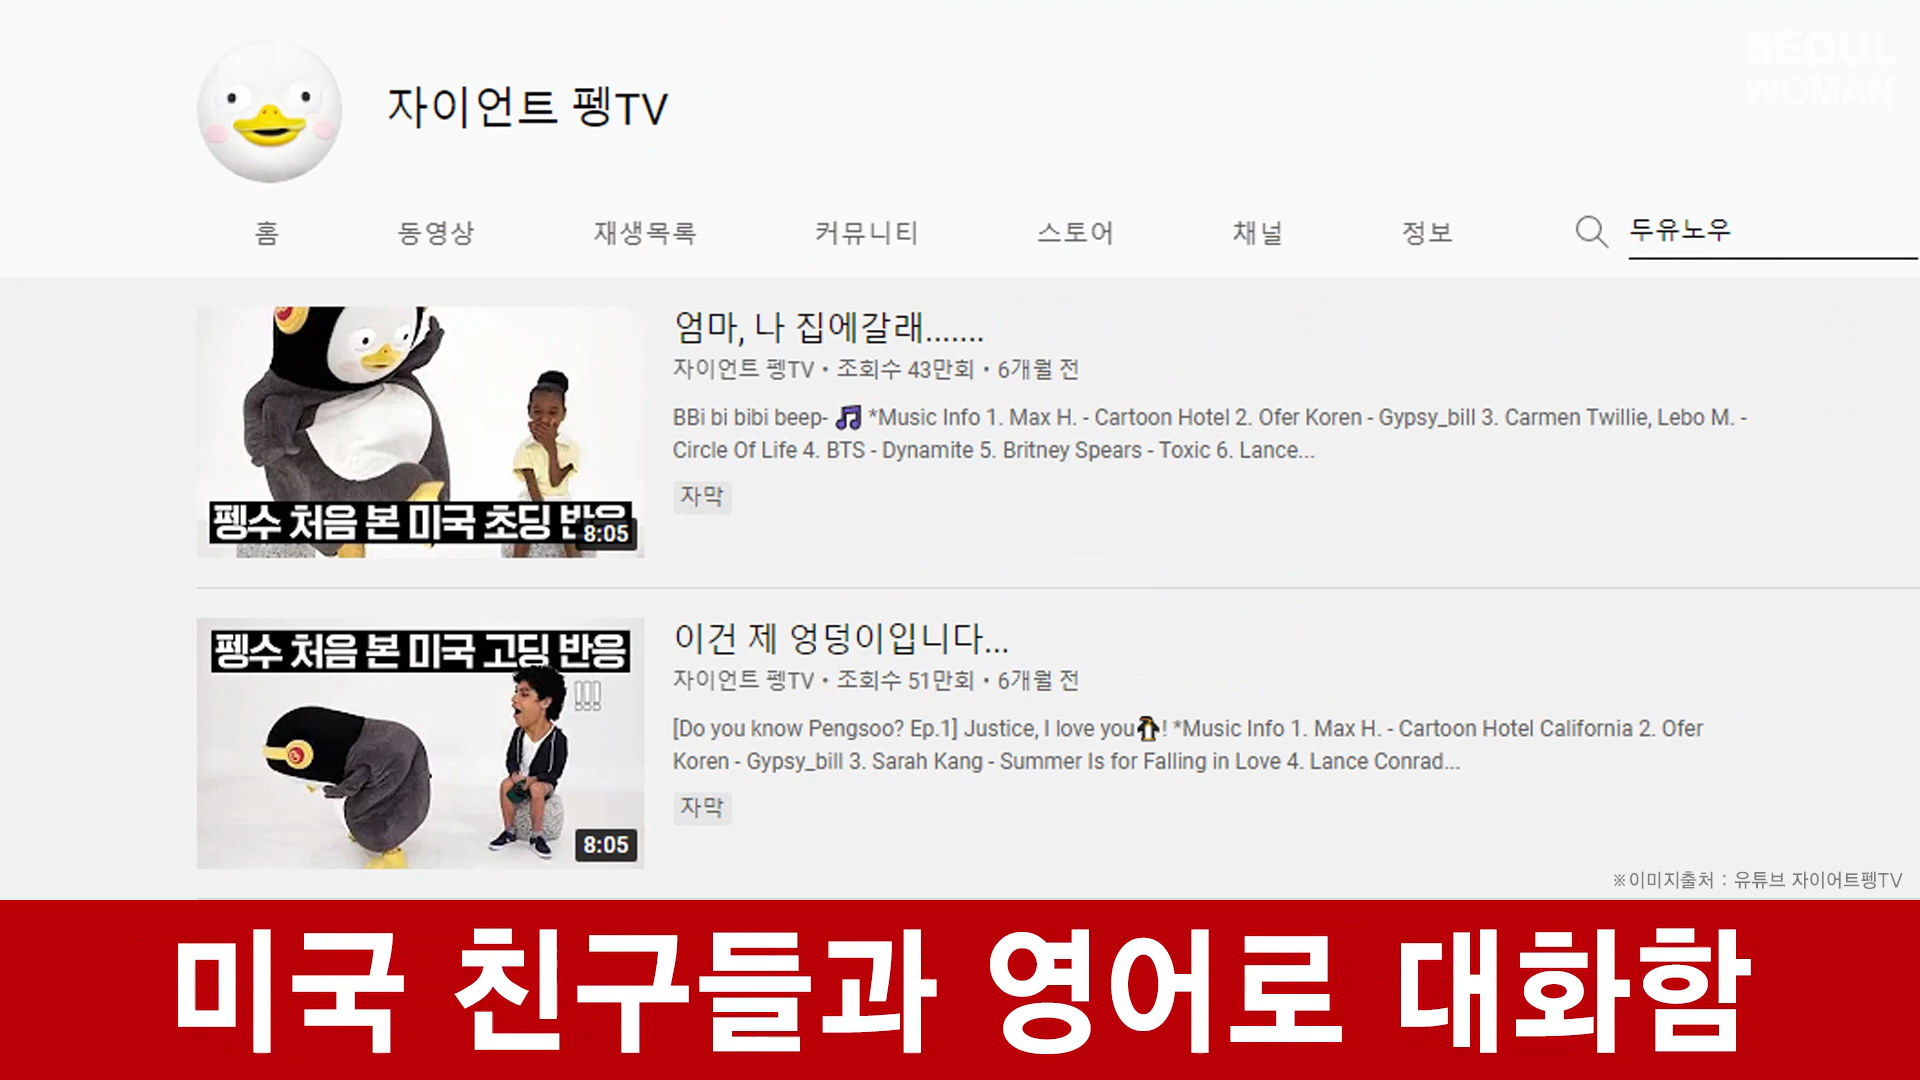 SEOUL
WOMAN
자이언트 펭TV
홈 동영상 재생목록 커뮤니티 스토어 채널 정보 두유노우
펭수 처음 본 미국 초딩 반응
8:05
엄마, 나 집에갈래.......
자이언트 펭TV • 조회수 43만회 • 6개월 전
BBi bi bibi beep- 🎵 *Music Info 1. Max H. - Cartoon Hotel 2. Ofer Koren - Gypsy_bill 3. Carmen Twillie, Lebo M. -
Circle Of Life 4. BTS - Dynamite 5. Britney Spears - Toxic 6. Lance...
자막
펭수 처음 본 미국 고딩 반응
!!!
8:05
이건 제 엉덩이입니다...
자이언트 펭TV • 조회수 51만회 • 6개월 전
[Do you know Pengsoo? Ep.1] Justice, I love you🐧! *Music Info 1. Max H. - Cartoon Hotel California 2. Ofer
Koren - Gypsy_bill 3. Sarah Kang - Summer Is for Falling in Love 4. Lance Conrad...
자막
※이미지출처 : 유튜브 자이어트펭TV
미국 친구들과 영어로 대화함